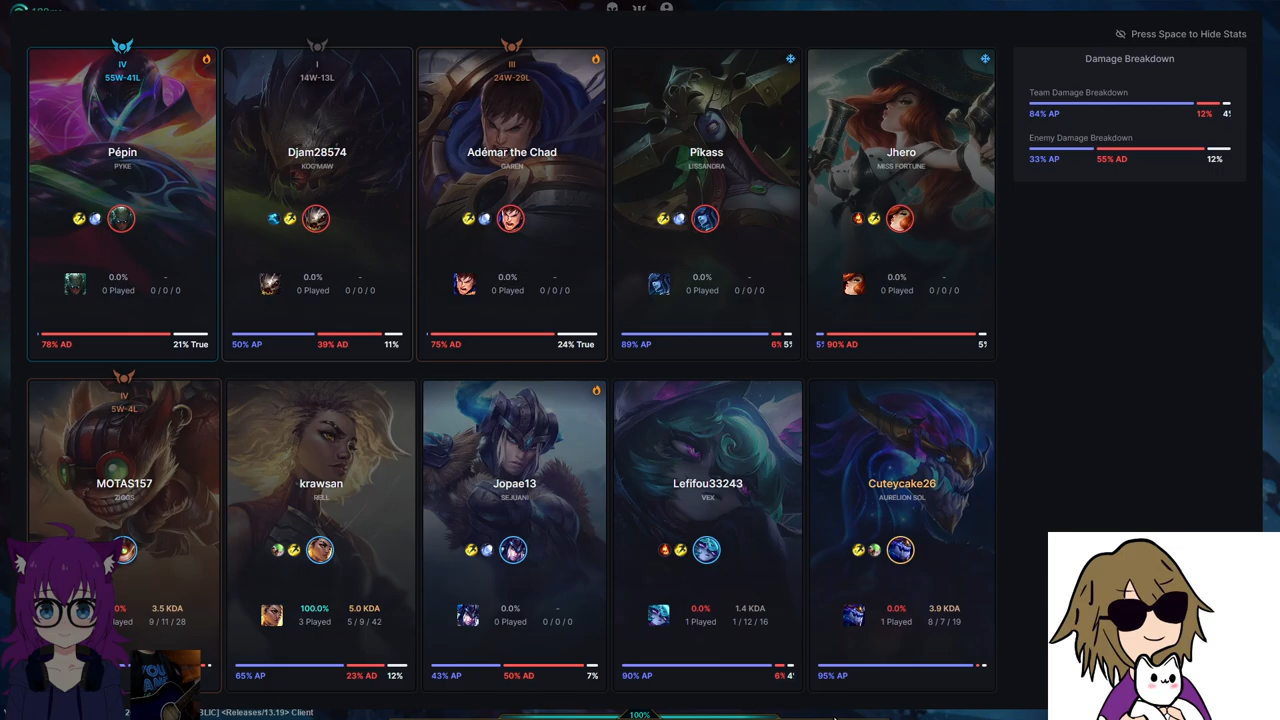 Press Space to Hide Stats
IV
55W-41L
Pépin
PYKE
0.0% -
0 Played 0 / 0 / 0
78% AD 21% True
I
14W-13L
Djam28574
KOG'MAW
0.0% -
0 Played 0 / 0 / 0
50% AP 39% AD 11%
III
24W-29L
Adémar the Chad
GAREN
0.0% -
0 Played 0 / 0 / 0
75% AD 24% True
Pîkass
LISSANDRA
0.0% -
0 Played 0 / 0 / 0
89% AP
Jhero
MISS FORTUNE
0.0% -
0 Played 0 / 0 / 0
90% AD
Damage Breakdown
Team Damage Breakdown
84% AP 12%
Enemy Damage Breakdown
33% AP 55% AD 12%
IV
5W-4L
MOTAS157
ZIGGS
3.5 KDA
9 / 11 / 28
krawsan
RELL
100.0% 5.0 KDA
3 Played 5 / 9 / 42
65% AP 23% AD 12%
Jopae13
SEJUANI
0.0% -
0 Played 0 / 0 / 0
43% AP 50% AD 7%
Lefifou33243
VEX
0.0% 1.4 KDA
1 Played 1 / 12 / 16
90% AP
Cuteycake26
AURELION SOL
0.0% 3.9 KDA
1 Played 8 / 7 / 19
95% AP
YOU
<Releases/13.19> Client
100%